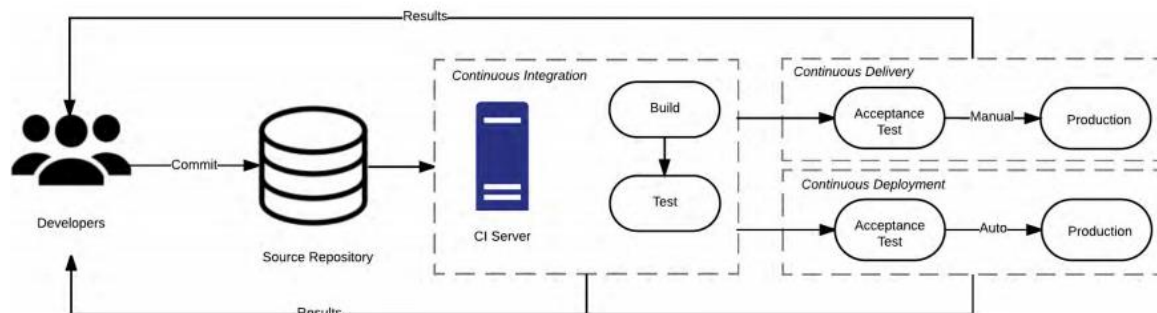 Results
Continuous Integration
Continuous Delivery
Build
Acceptance
Test
Manual
Production
Commit
Continuous Deployment
Test
Acceptance
Test
Auto
Production
Developers
CI Server
Source Repository
Results